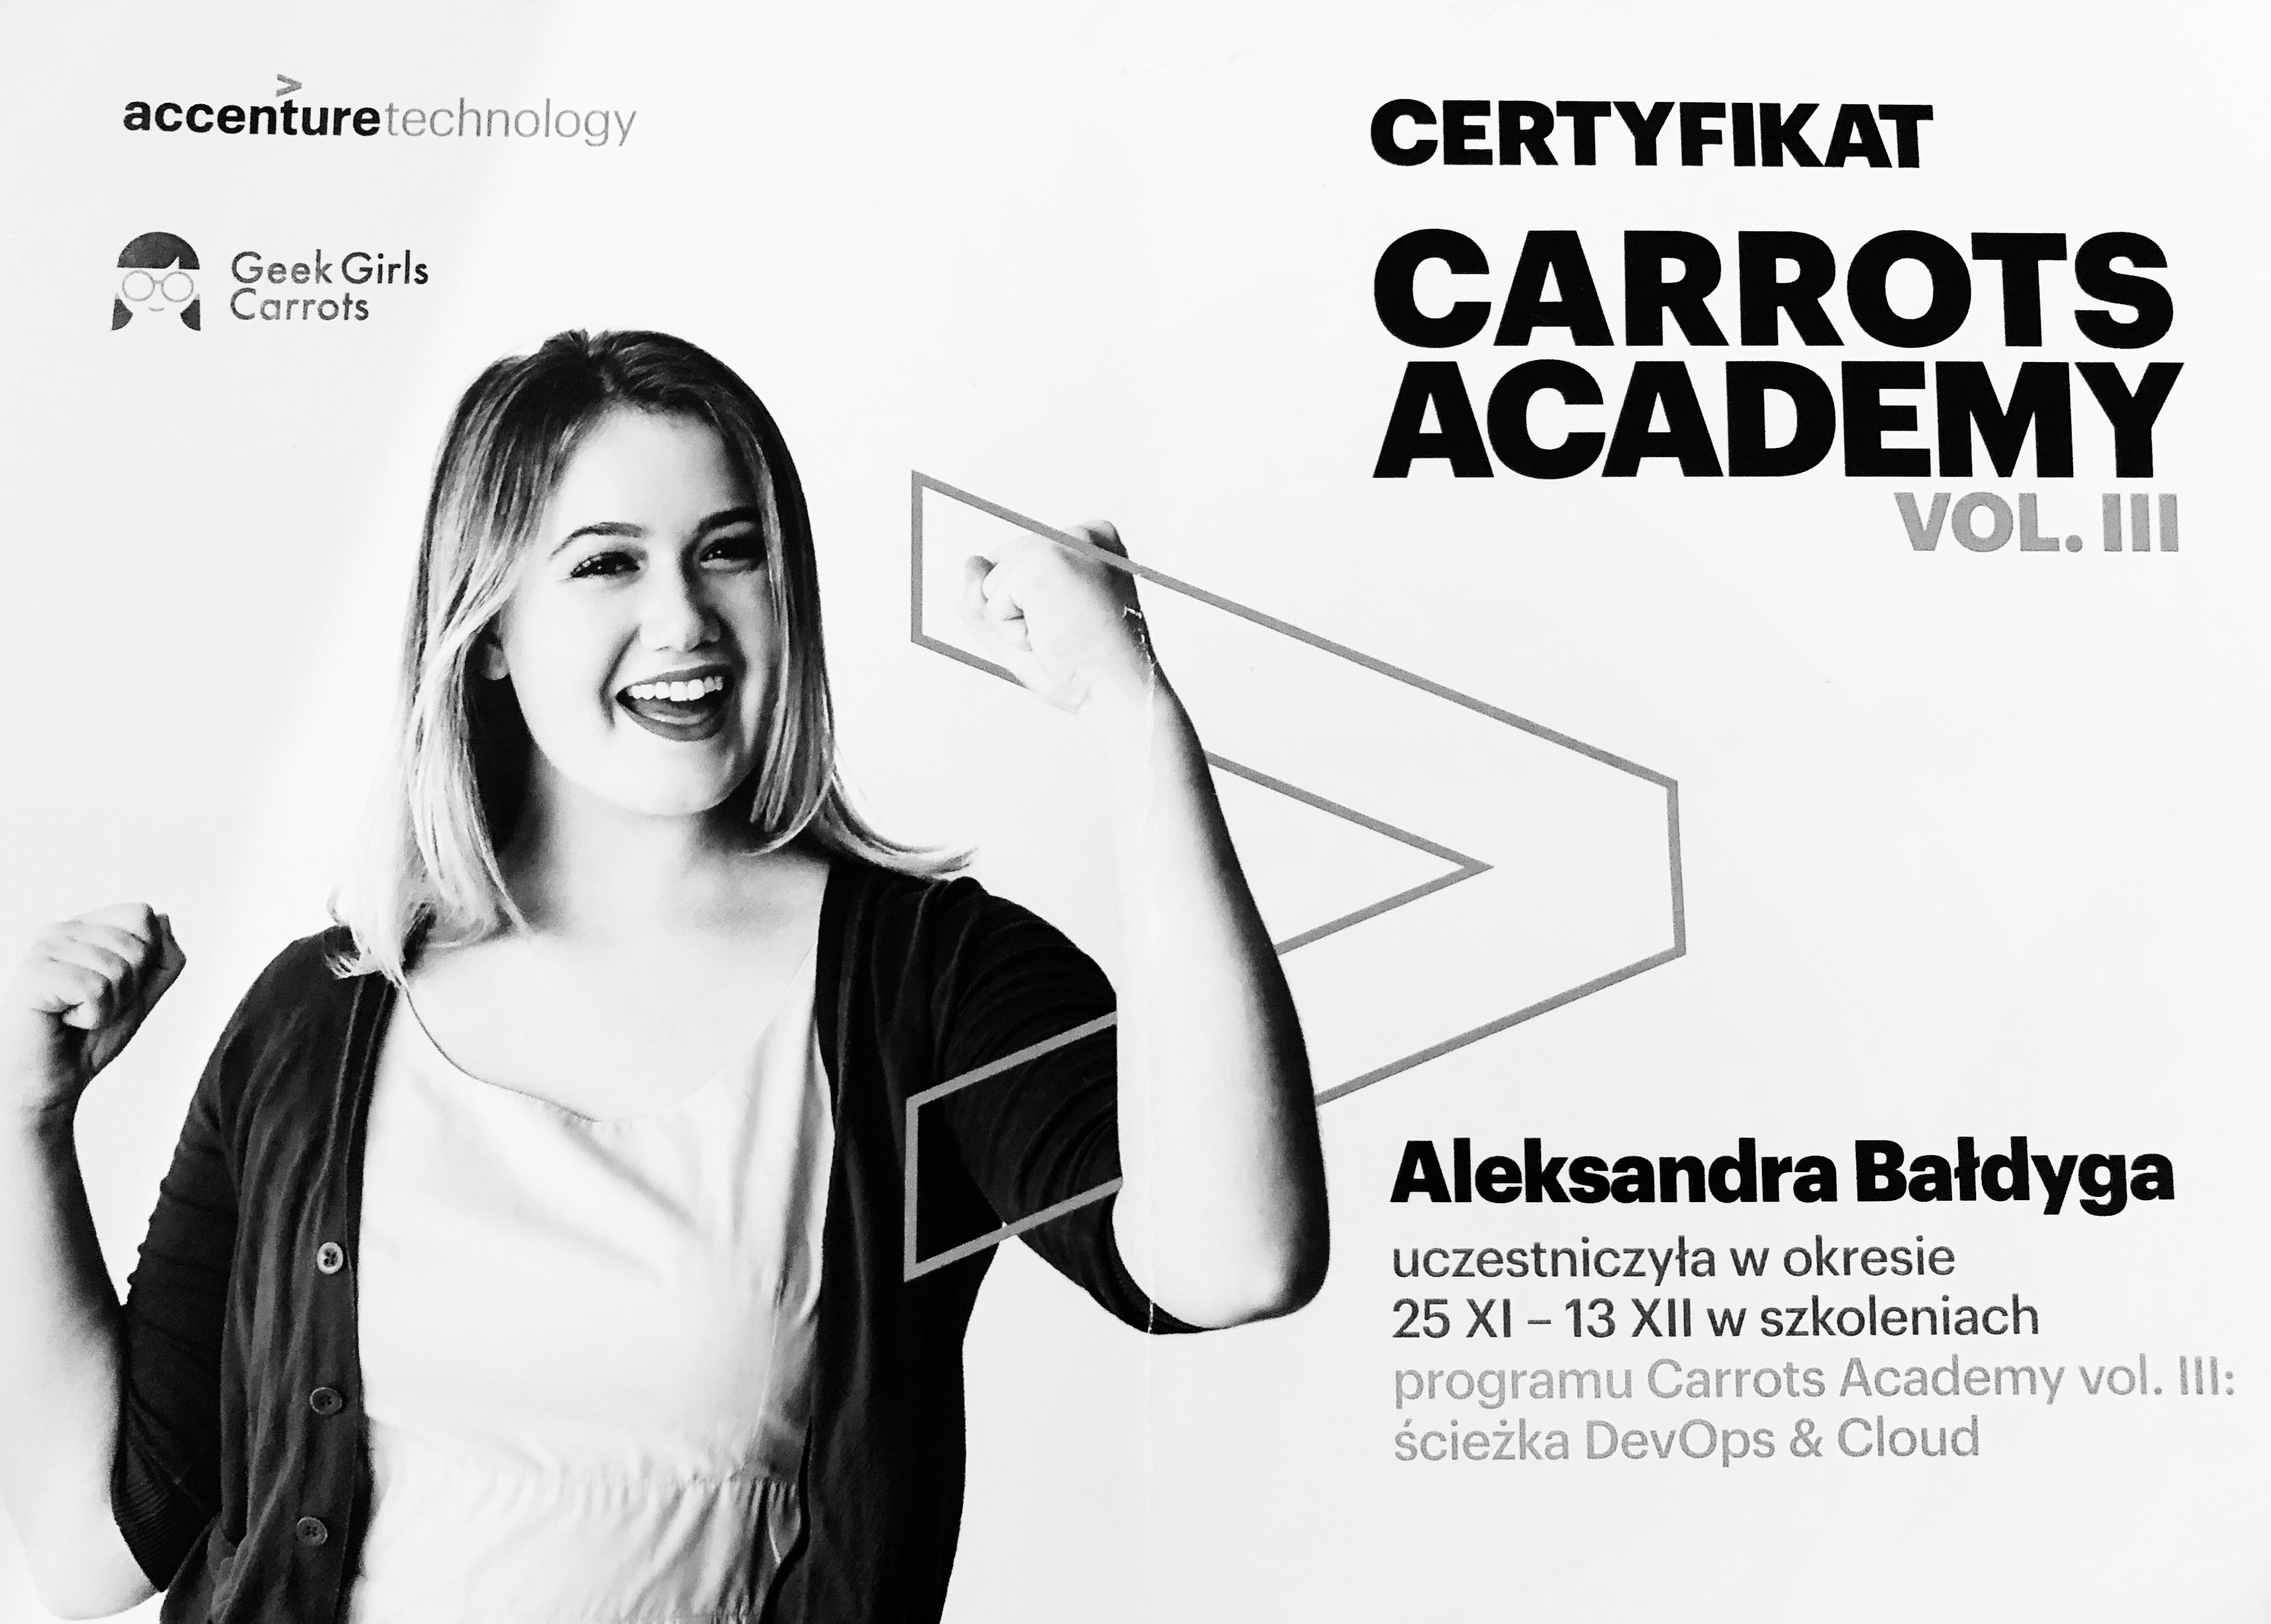 accenturetechnology
Geek Girls
Carrots
CERTYFIKAT
CARROTS
ACADEMY
VOL. III
Aleksandra Bałdyga
uczestniczyła w okresie
25 XI – 13 XII w szkoleniach
programu Carrots Academy vol. III:
ścieżka DevOps & Cloud